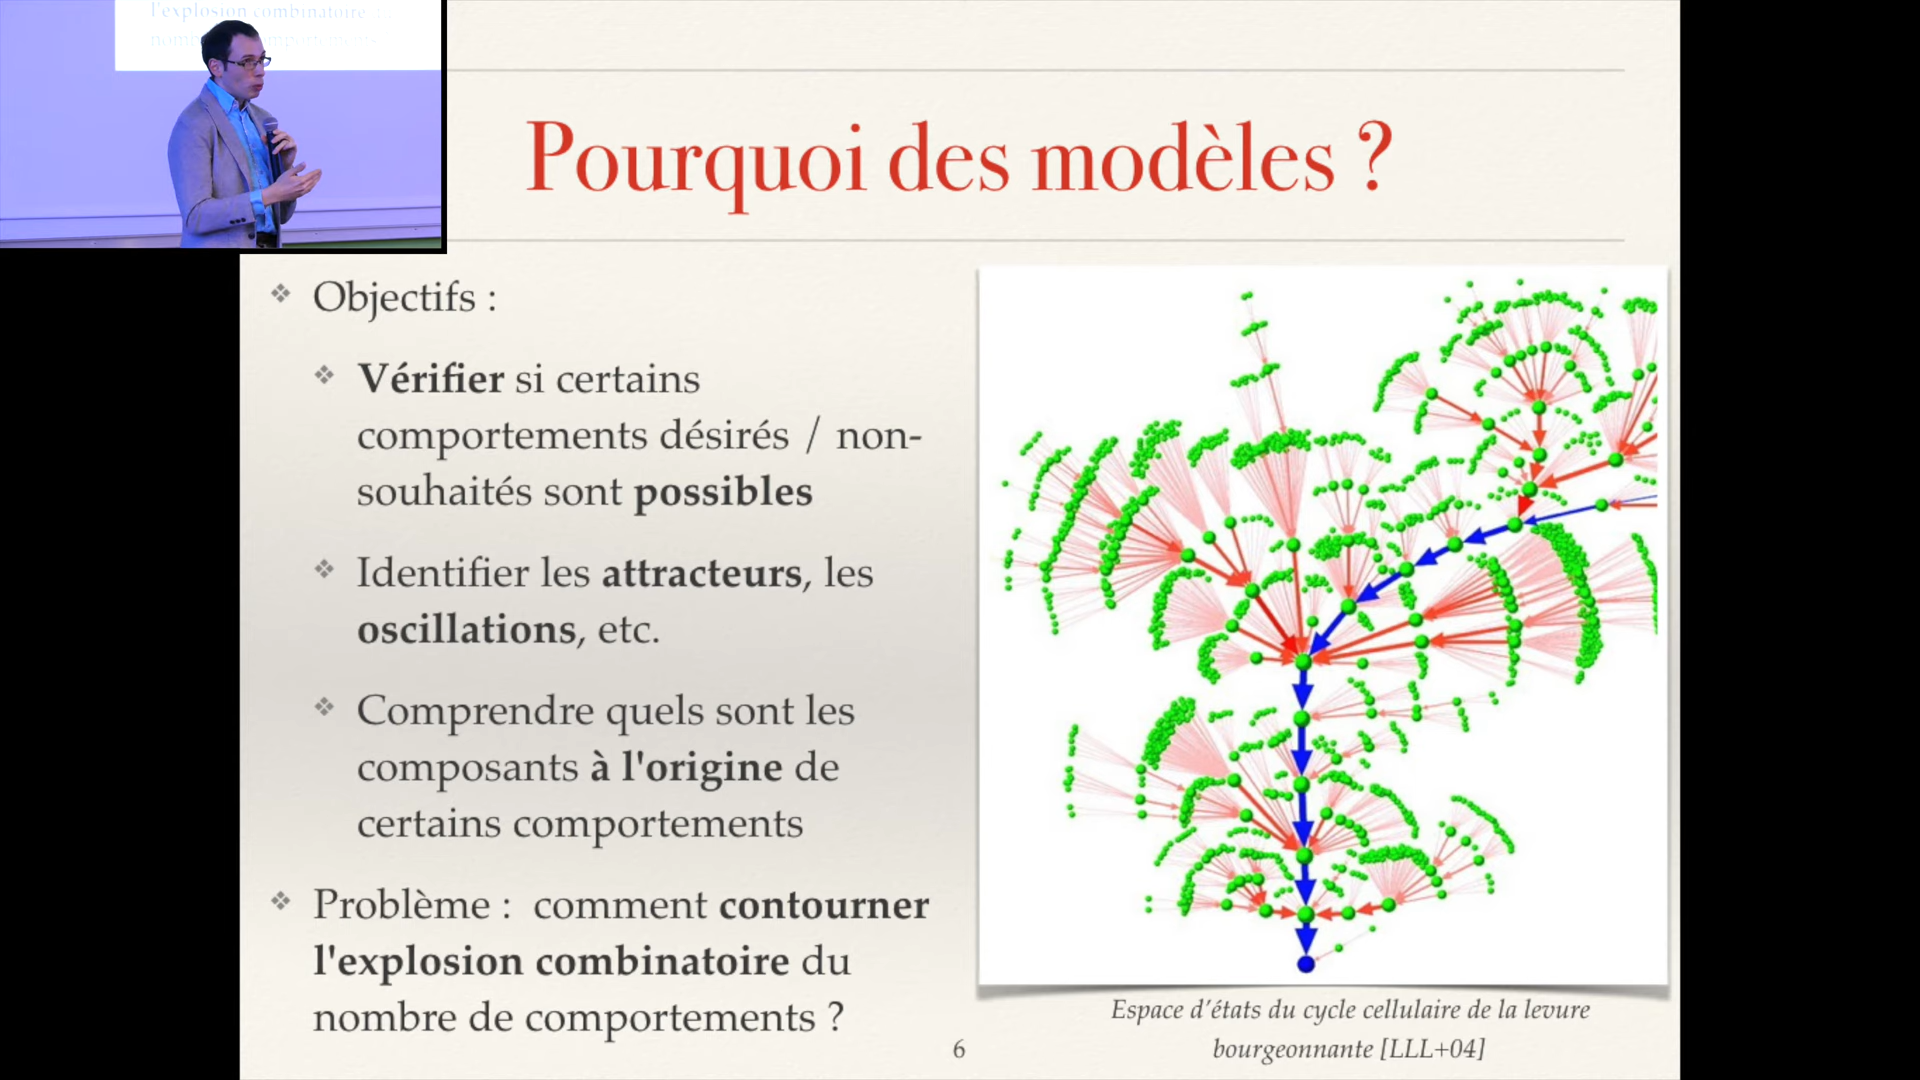 l'explosion combinatoire :
Pourquoi des modèles ?
❖ Objectifs :
❖ Vérifier si certains
comportements désirés / non-
souhaités sont possibles
❖ Identifier les attracteurs, les
oscillations, etc.
❖ Comprendre quels sont les
composants à l'origine de
certains comportements
❖ Problème : comment contourner
l'explosion combinatoire du
nombre de comportements ?
Espace d'états du cycle cellulaire de la levure
bourgeonnante [LLL+04]
6